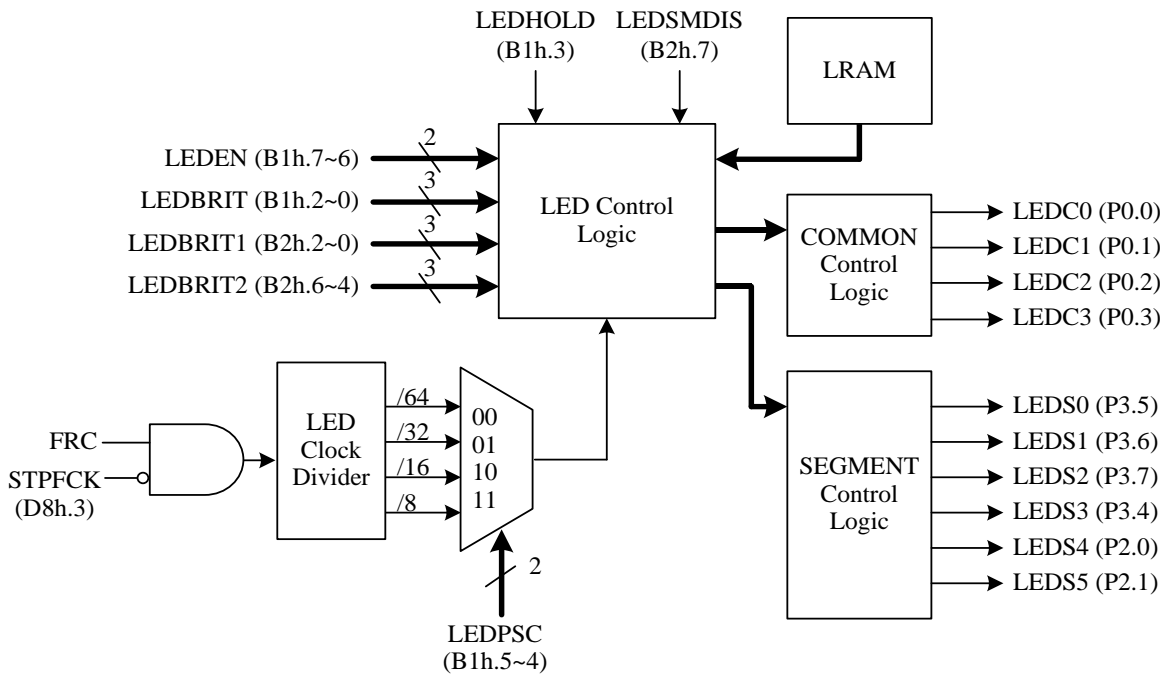 LEDHOLD
(B1h.3)
LEDSMDIS
(B2h.7)
LRAM
LEDEN (B1h.7~6)
2
LEDBRIT (B1h.2~0)
3
LEDBRIT1 (B2h.2~0)
3
LEDBRIT2 (B2h.6~4)
3
LED Control
Logic
COMMON
Control
Logic
LEDC0 (P0.0)
LEDC1 (P0.1)
LEDC2 (P0.2)
LEDC3 (P0.3)
FRC
STPFCK
(D8h.3)
LED
Clock
Divider
/64
/32
/16
/8
00
01
10
11
2
LEDPSC
(B1h.5~4)
SEGMENT
Control
Logic
LEDS0 (P3.5)
LEDS1 (P3.6)
LEDS2 (P3.7)
LEDS3 (P3.4)
LEDS4 (P2.0)
LEDS5 (P2.1)